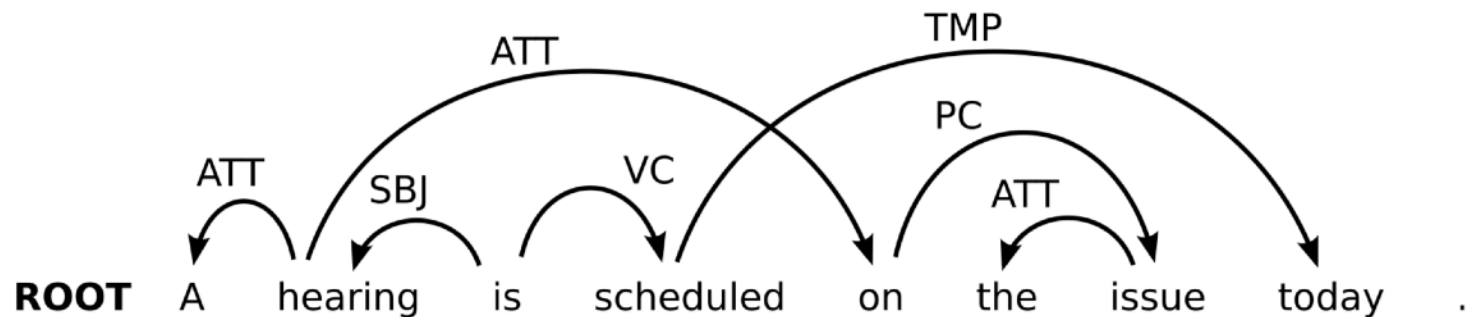 TMP
ATT
PC
ATT SBJ VC ATT
ROOT A hearing is scheduled on the issue today .